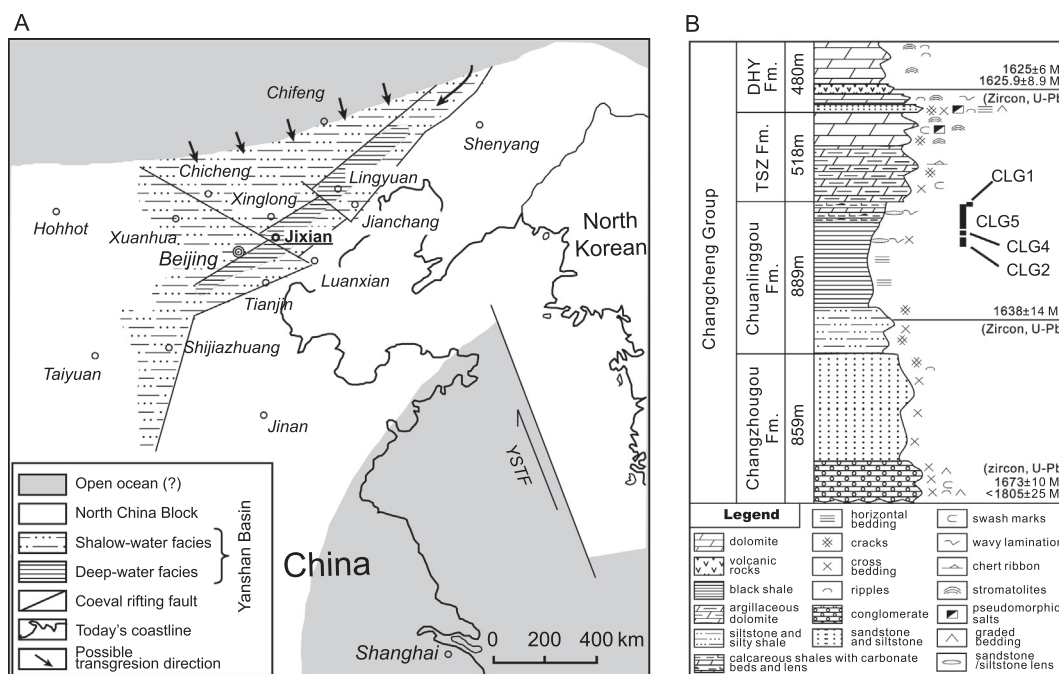 A
Chifeng
Shenyang
Chicheng
Lingyuan
Xinglong
Jianchang
North
Korean
Hohhot
Xuanhua
Jixian
Beijing
Luanxian
Tianjin
Shijiazhuang
Taiyuan
Jinan
YSTF
China
Shanghai
0 200 400 km
Open ocean (?)
North China Block
Shalow-water facies
Deep-water facies
Yanshan Basin
Coeval rifting fault
Today's coastline
Possible
transgresion direction
B
Changcheng Group
DHY
Fm.
480m
1625±6 M
1625.9±8.9 M
(Zircon, U-Pb
TSZ Fm.
518m
Chuanlinggou
Fm.
889m
CLG1
CLG5
CLG4
CLG2
1638±14 M
(Zircon, U-Pb
Changzhougou
Fm.
859m
(zircon, U-Pb
1673±10 M
<1805±25 M
Legend
dolomite
volcanic
rocks
black shale
argillaceous
dolomite
siltstone and
silty shale
calcareous shales with carbonate
beds and lens
horizontal
bedding
cracks
cross
bedding
ripples
conglomerate
sandstone
and siltstone
swash marks
wavy lamination
chert ribbon
stromatolites
pseudomorphic
salts
graded
bedding
sandstone
/siltstone lens